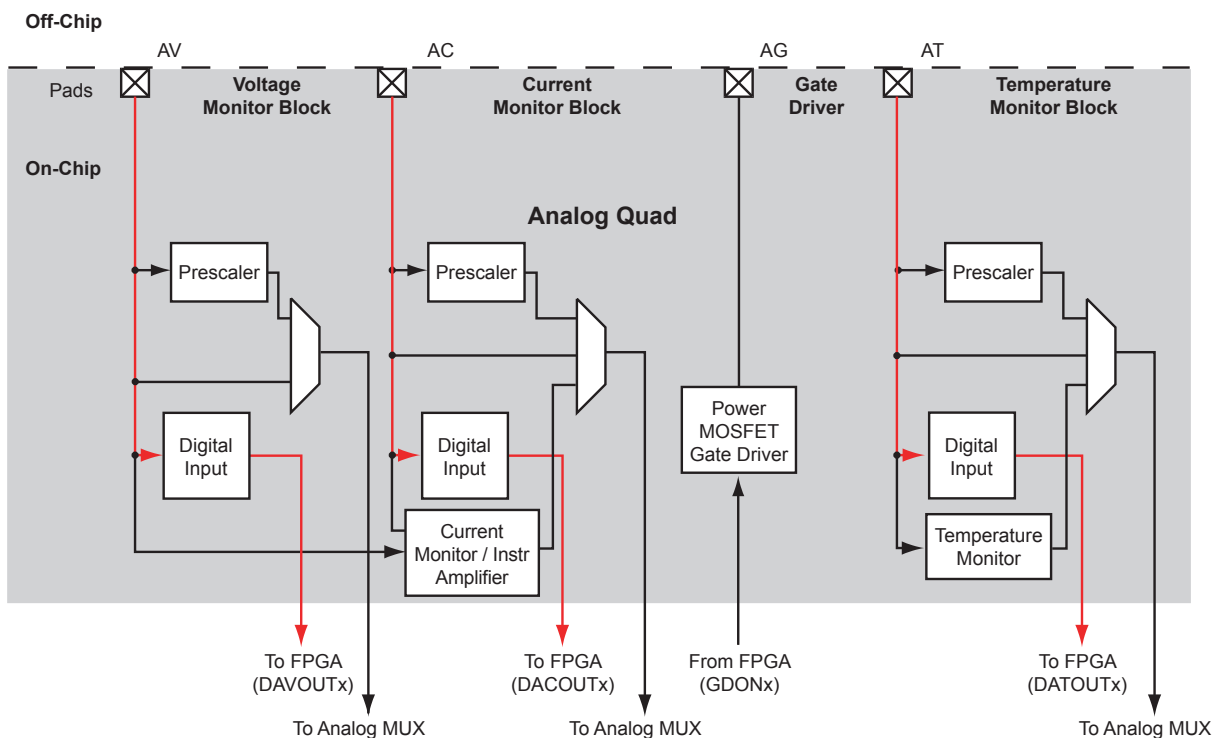 Off-Chip
AV
AC
AG
AT
Pads
Voltage
Monitor Block
Current
Monitor Block
Gate
Driver
Temperature
Monitor Block
On-Chip
Analog Quad
Prescaler
Prescaler
Prescaler
Digital
Input
Digital
Input
Power
MOSFET
Gate Driver
Digital
Input
Current
Monitor / Instr
Amplifier
Temperature
Monitor
To FPGA
(DAVOUTx)
To FPGA
(DACOUTx)
From FPGA
(GDONx)
To FPGA
(DATOUTx)
To Analog MUX
To Analog MUX
To Analog MUX